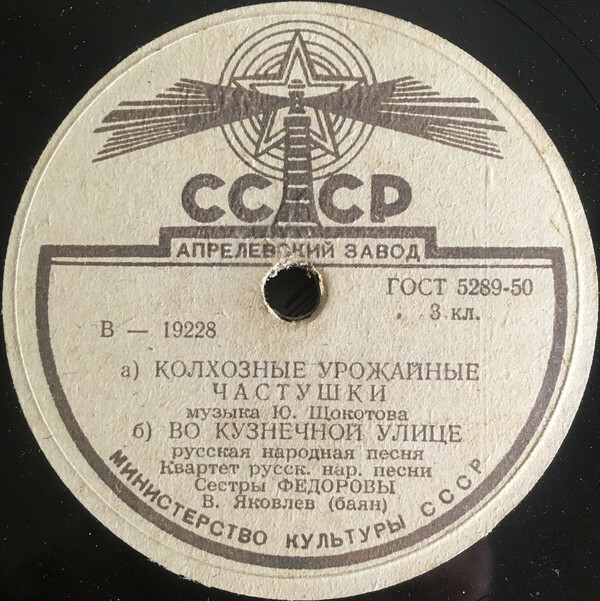 СССР
АПРЕЛЕВСКИЙ ЗАВОД
ГОСТ 5289-50
3 кл.
В — 19228
а) КОЛХОЗНЫЕ УРОЖАЙНЫЕ
ЧАСТУШКИ
музыка Ю. Щокотова
б) ВО КУЗНЕЧНОЙ УЛИЦЕ
русская народная песня
Квартет русск. нар. песни
Сестры ФЕДОРОВЫ
В. Яковлев (баян)
МИНИСТЕРСТВО КУЛЬТУРЫ СССР